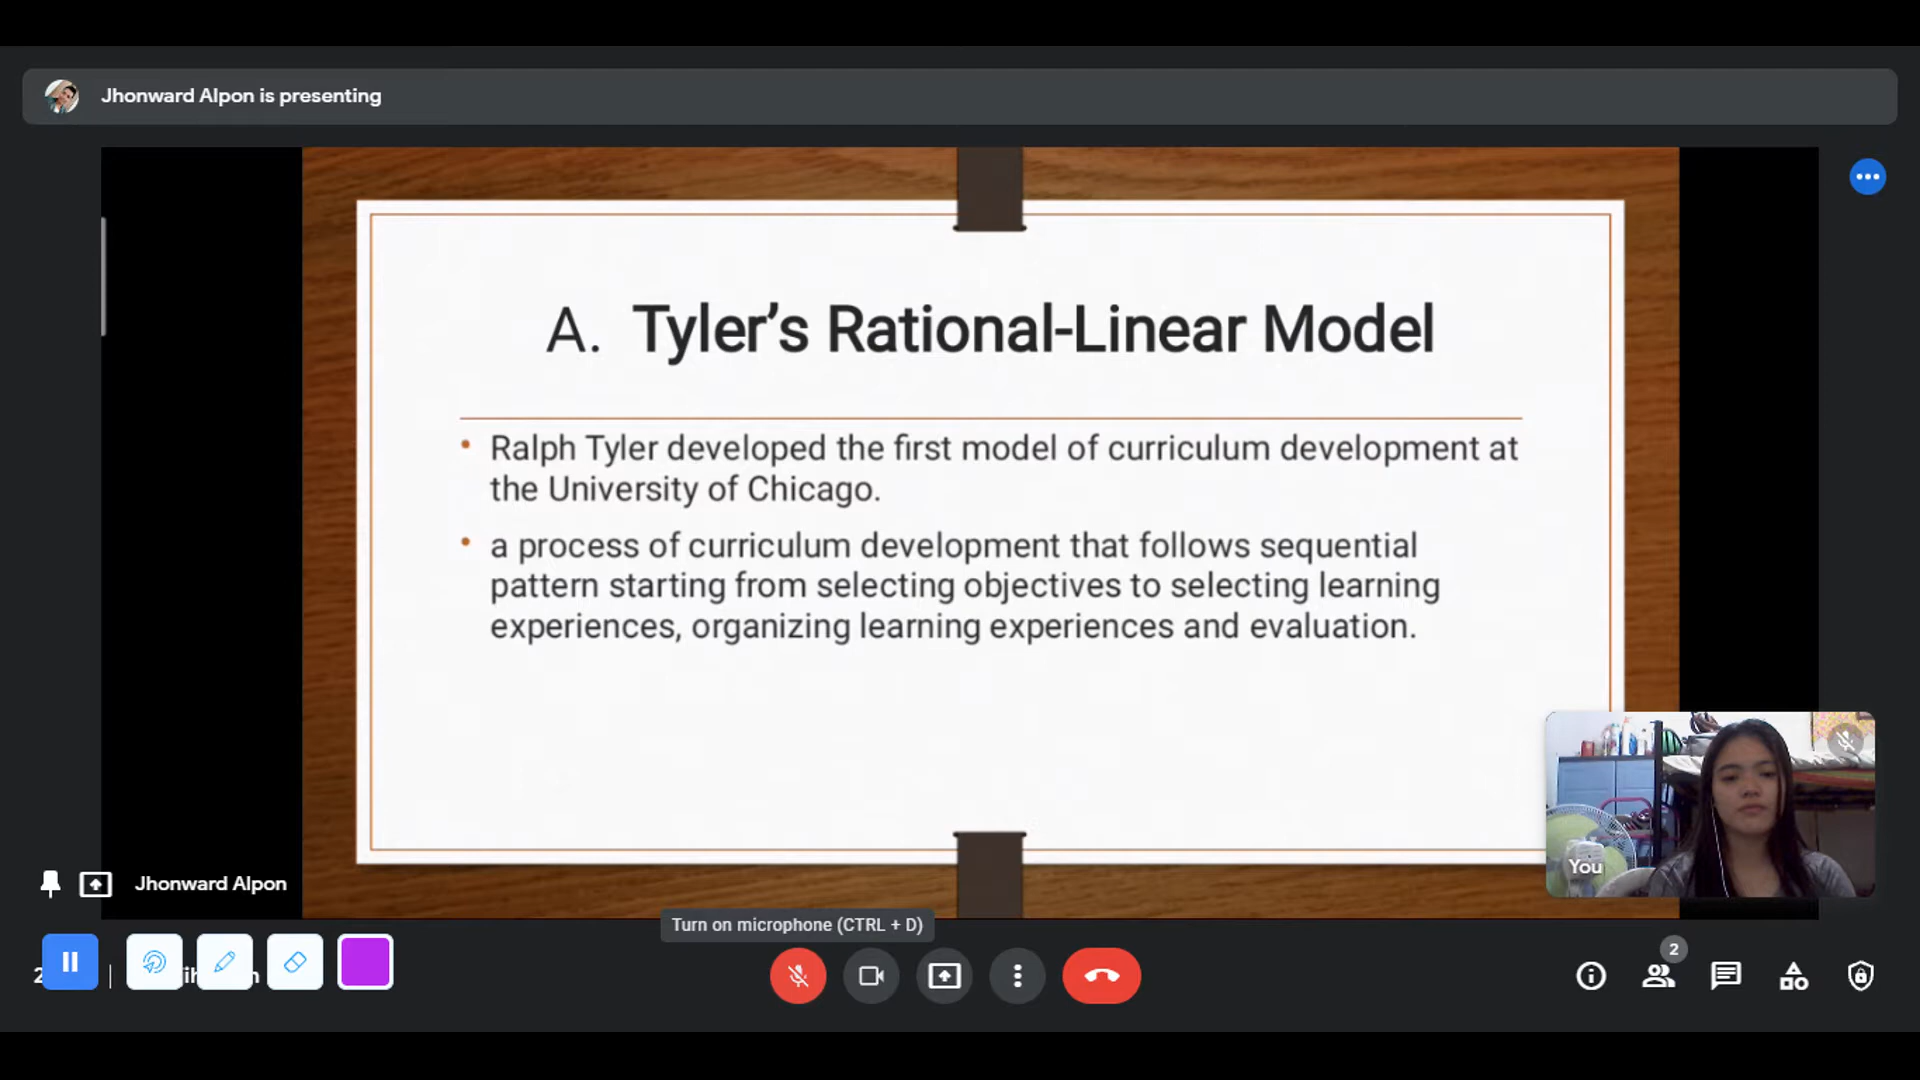 Jhonward Alpon is presenting
A. Tyler’s Rational-Linear Model
• Ralph Tyler developed the first model of curriculum development at
the University of Chicago.
• a process of curriculum development that follows sequential
pattern starting from selecting objectives to selecting learning
experiences, organizing learning experiences and evaluation.
You
Jhonward Alpon
Turn on microphone (CTRL + D)
2